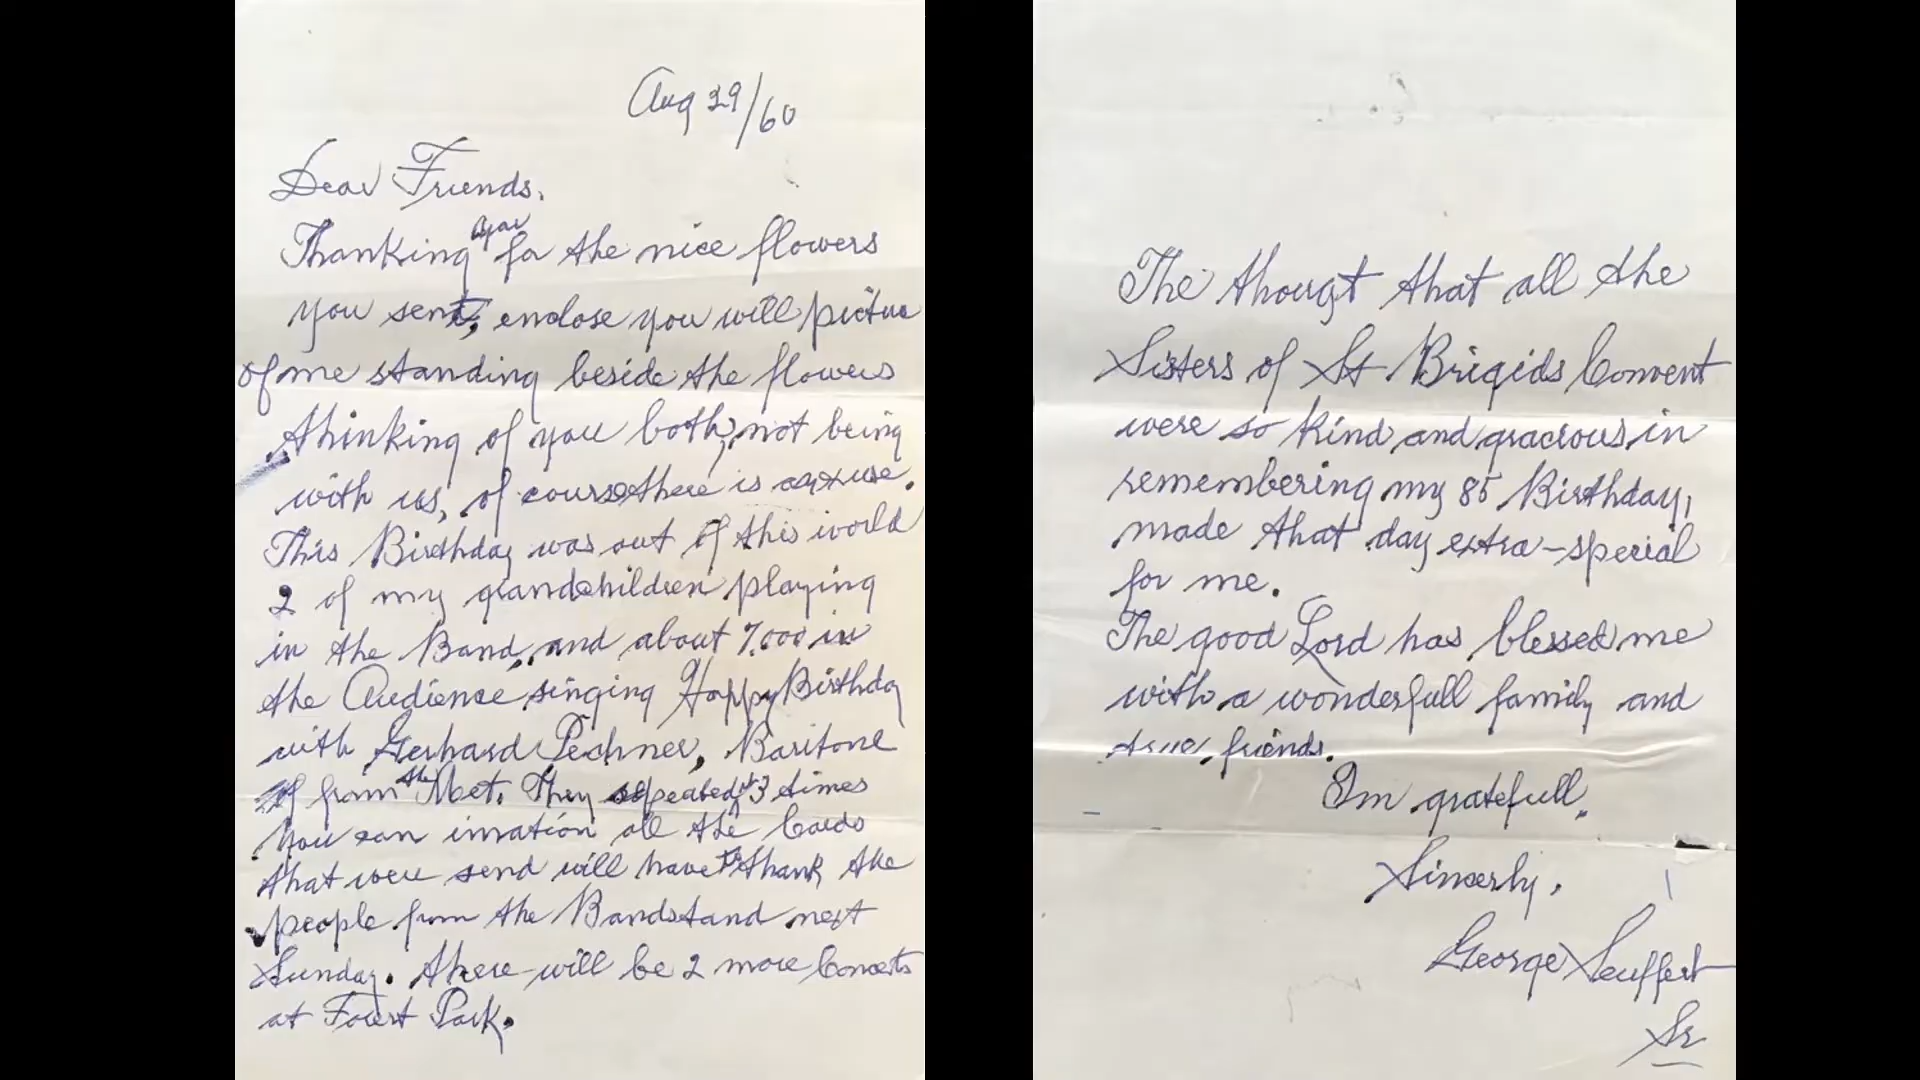 Aug 29/60
Dear Friends.
Thanking you for the nice flowers
you sent, enclose you will pictue
of me standing beside the flowers
thinking of you both, not being
with us, of course there is
This Birthday was out of this world
2 of my grandchildren playing
in the Band, and about 7.000 in
the Audience singing Happy Birthday
with Gerhard Pechner, Baritone
from the Met. They repeated it 3 times
You can all the Cards
that were send will have to thank the
people from the Bandstand next
Sunday. there will be 2 more Concerts
at Forest Park.
The thougt that all the
Sisters of St Brigids Convent
were so kind and gracious in
remembering my 85 Birthday,
made that day extra-special
for me.
The good Lord has blessed me
with a wonderfull family and
true friends.
I'm gratefull,
Sincerly,
George Seuffert
Sr